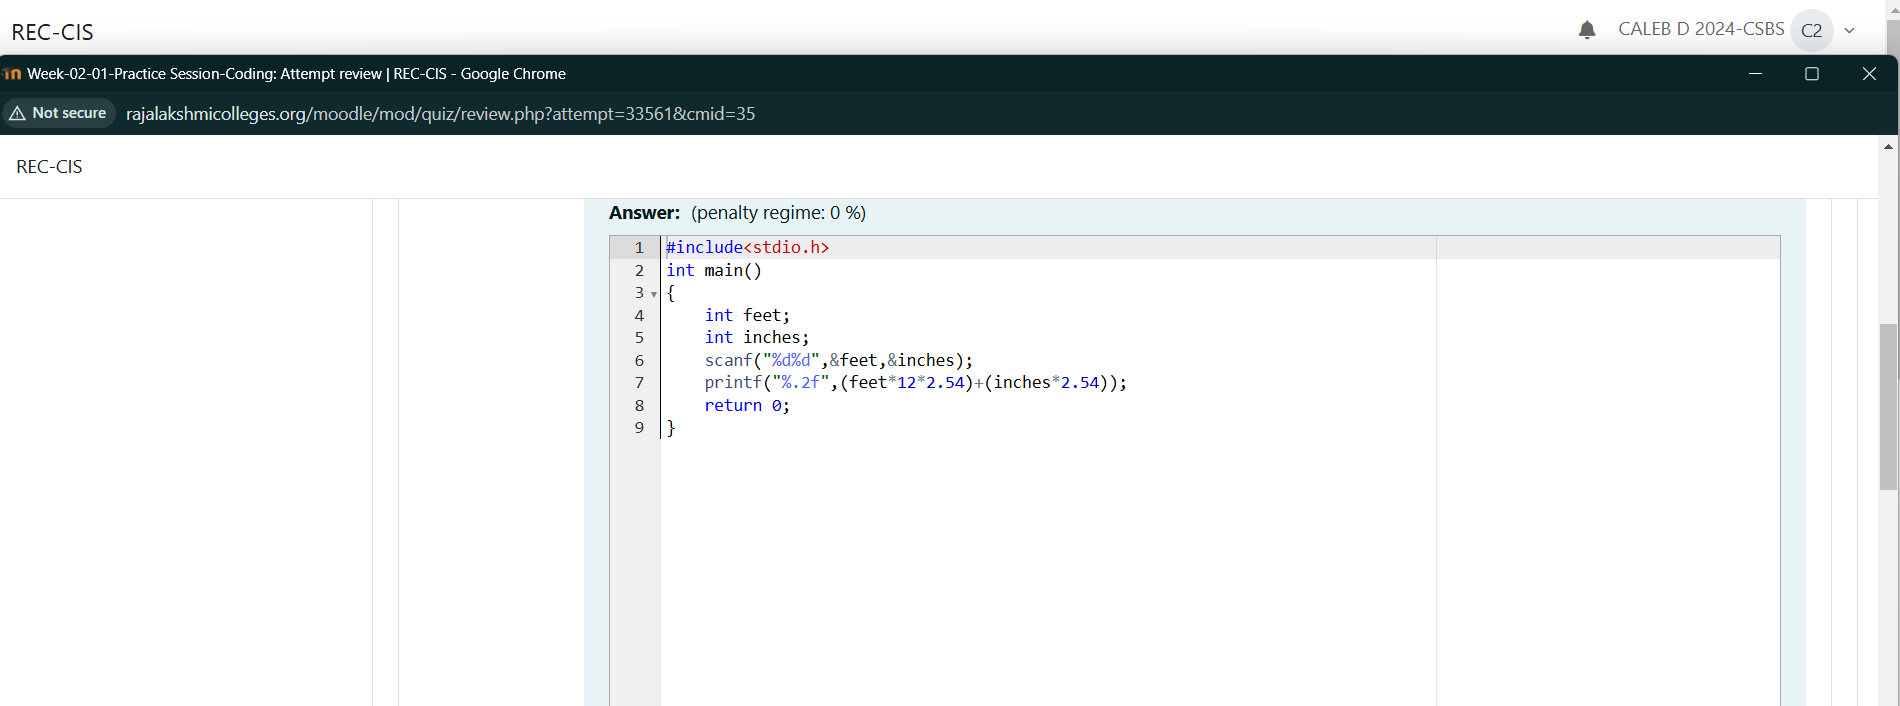 REC-CIS
CALEB D 2024-CSBS C2
Week-02-01-Practice Session-Coding: Attempt review | REC-CIS - Google Chrome
Not secure rajalakshmicolleges.org/moodle/mod/quiz/review.php?attempt=33561&cmid=35
REC-CIS
Answer: (penalty regime: 0 %)
1 #include<stdio.h>
2 int main()
3 {
4     int feet;
5     int inches;
6     scanf("%d%d",&feet,&inches);
7     printf("%.2f",(feet*12*2.54)+(inches*2.54));
8     return 0;
9 }